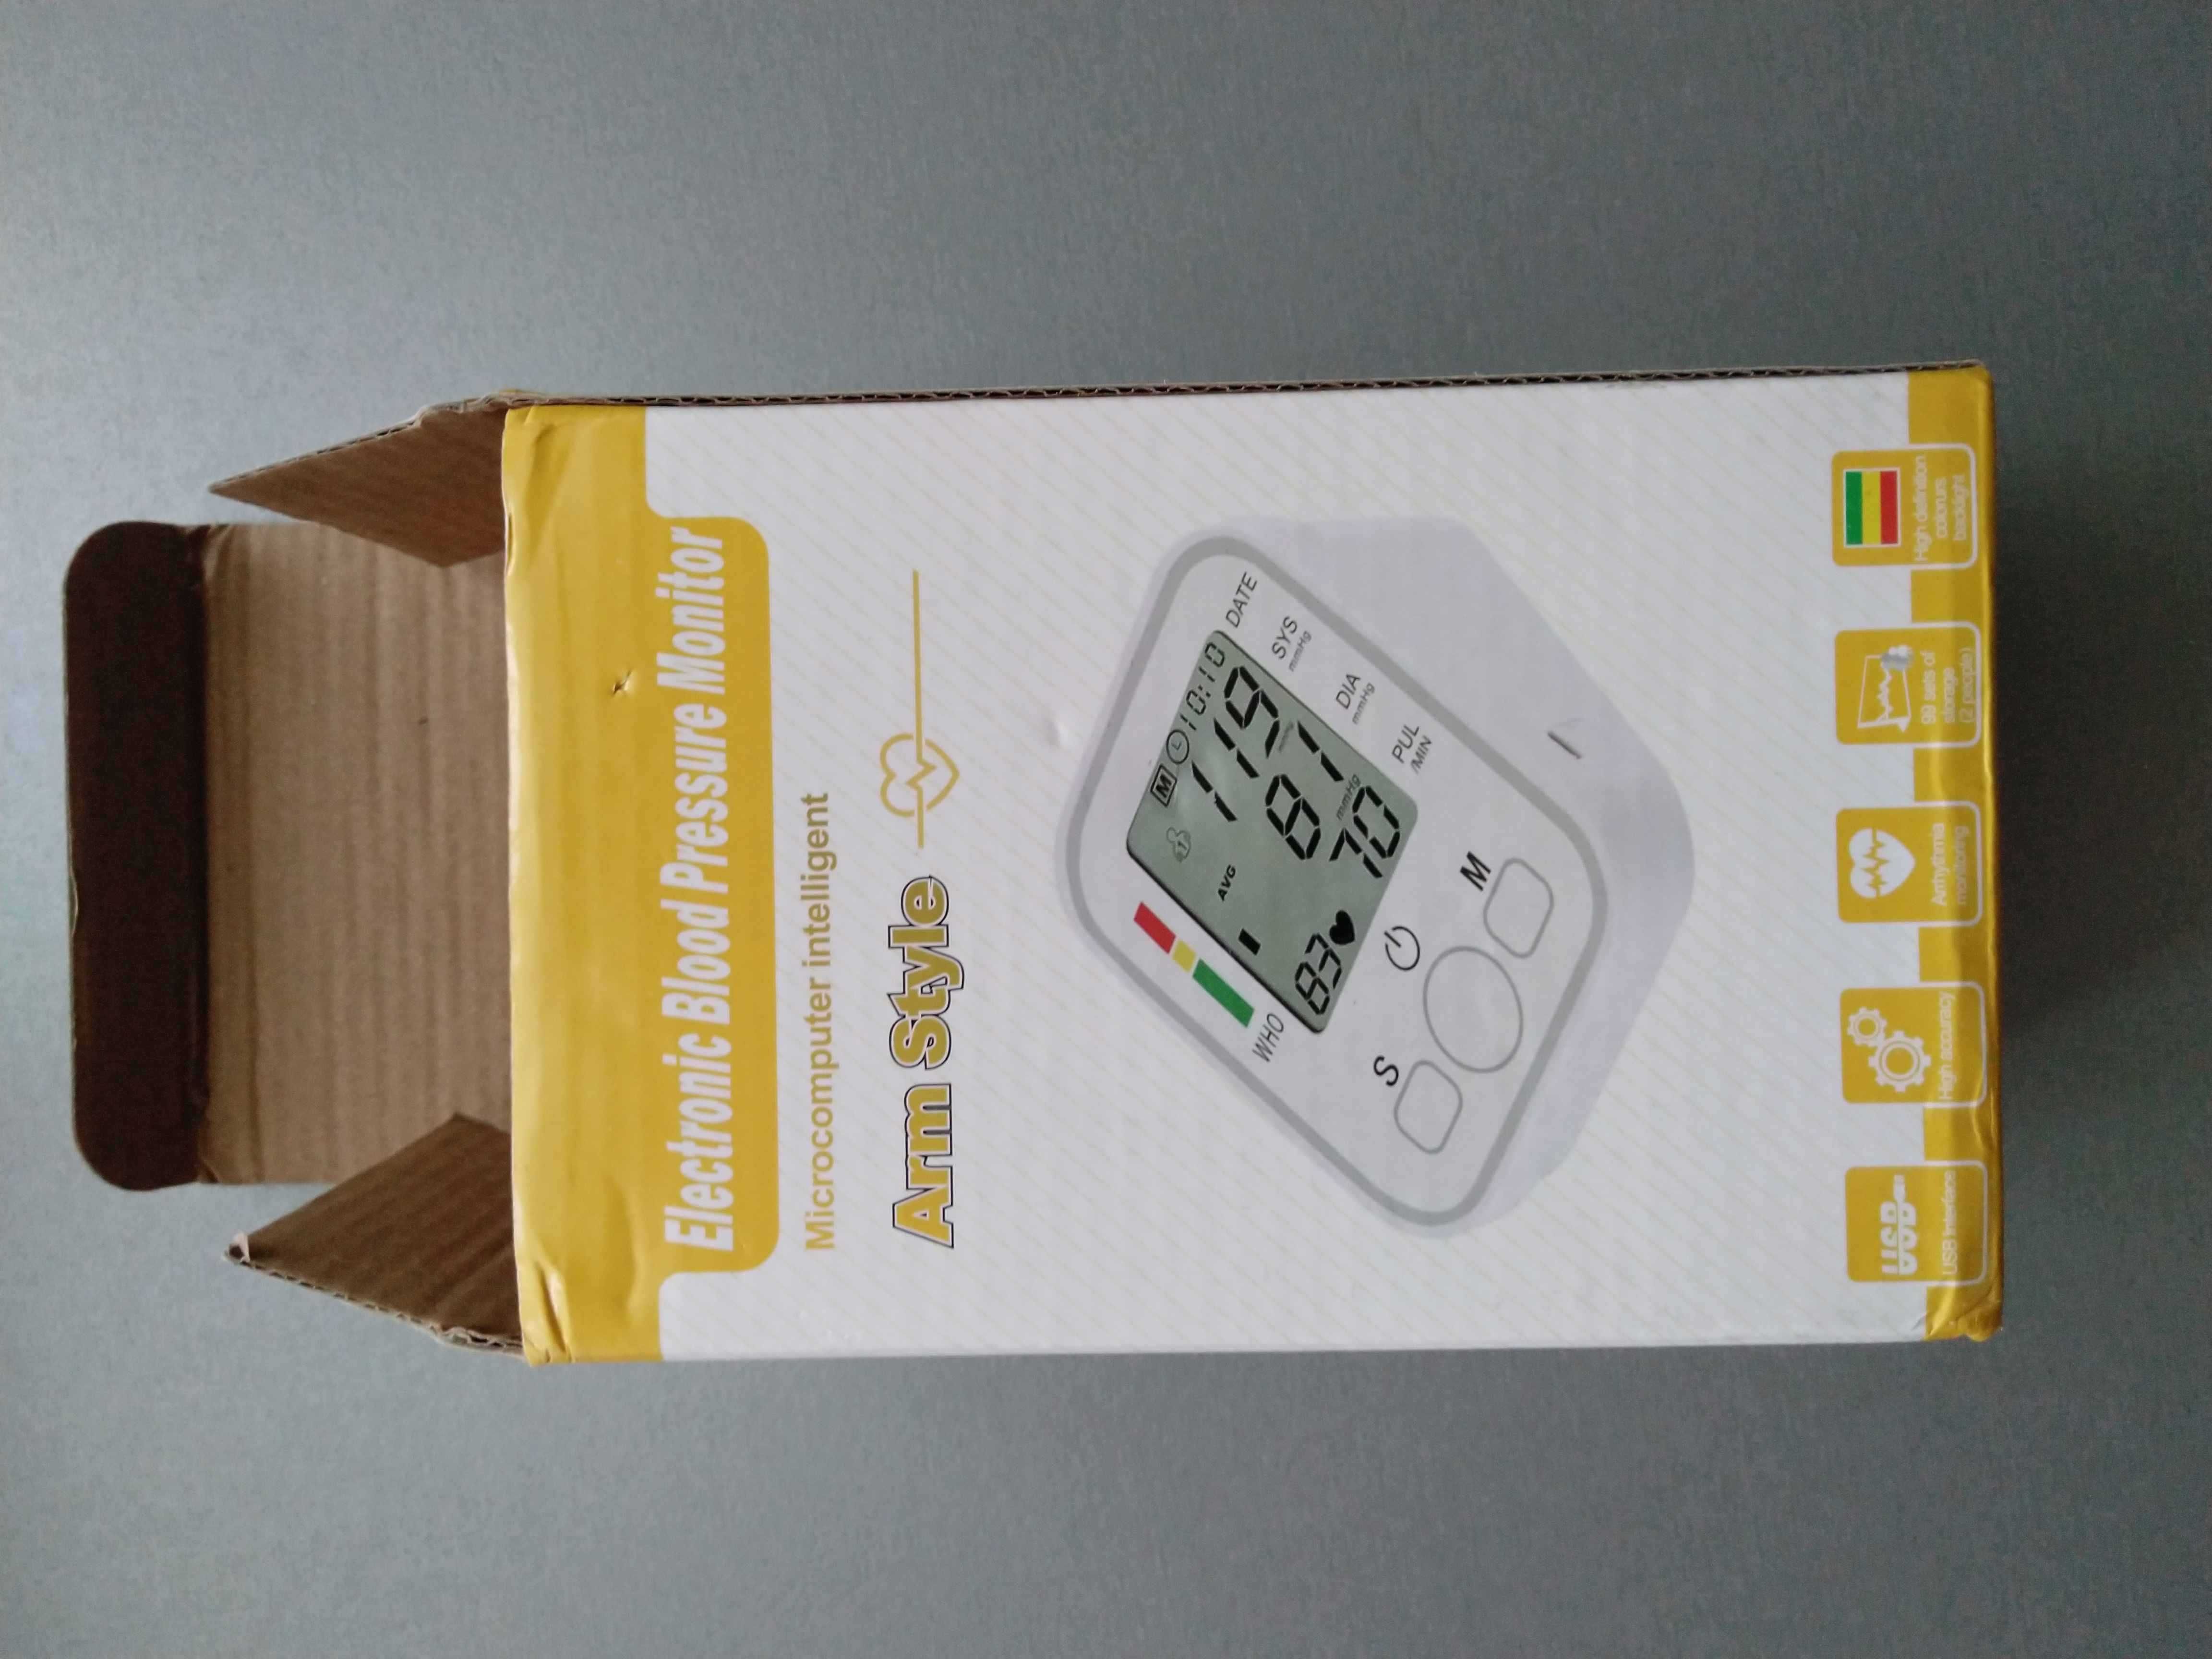 Electronic Blood Pressure Monitor
Microcomputer intelligent
Arm Style
M 10:10
DATE
119
SYS
mmHg
AVG
81
DIA
mmHg
mmHg
83
70
PUL
/MIN
WHO
S
M
USB
USB Interface
High accuracy
Arrhythmia
monitoring
99 sets of
storage
(2 people)
High definition
colours
backlight